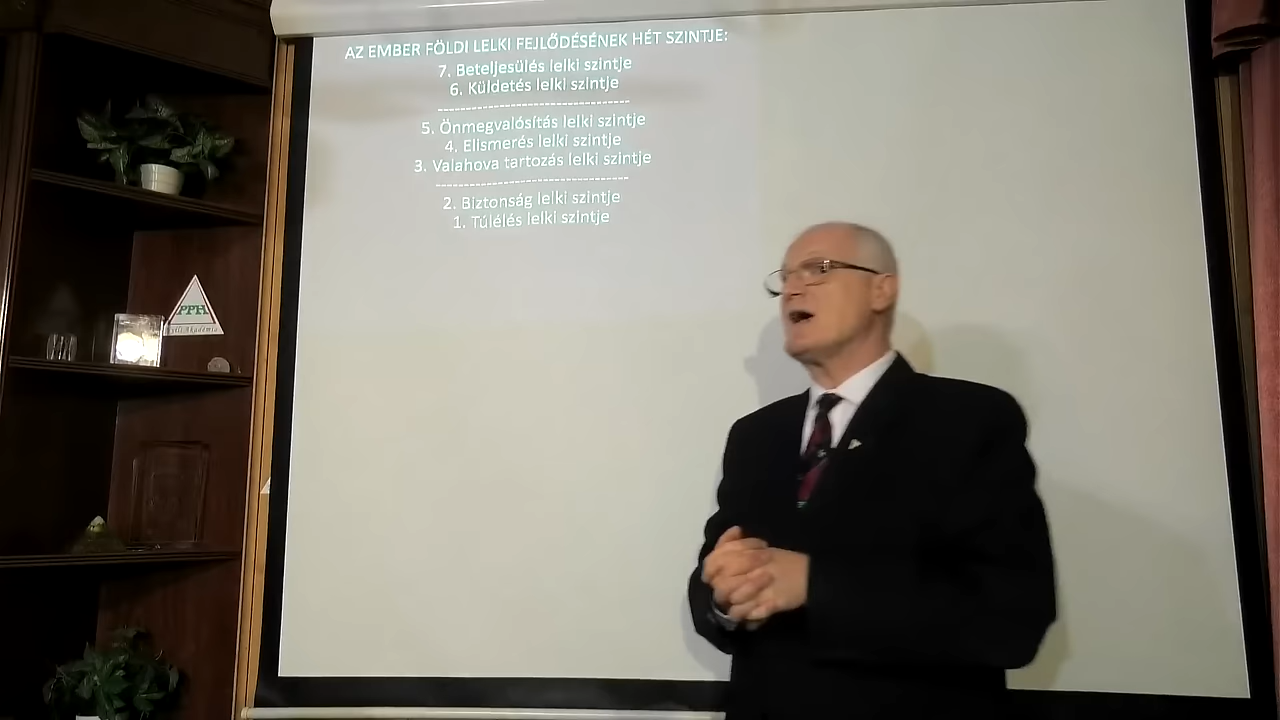 AZ EMBER FÖLDI LELKI FEJLŐDÉSÉNEK HÉT SZINTJE:
7. Beteljesülés lelki szintje
6. Küldetés lelki szintje
-----------------------------------
5. Önmegvalósítás lelki szintje
4. Elismerés lelki szintje
3. Valahova tartozás lelki szintje
-----------------------------------
2. Biztonság lelki szintje
1. Túlélés lelki szintje
PPH
Akadémia